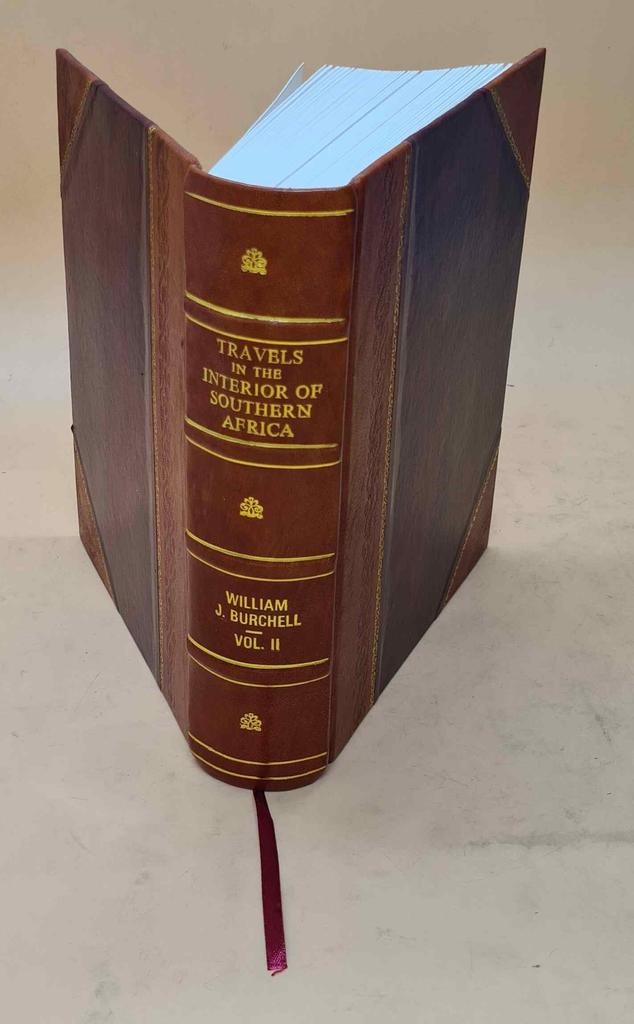 TRAVELS
IN THE
INTERIOR OF
SOUTHERN
AFRICA
WILLIAM
J. BURCHELL
VOL. II